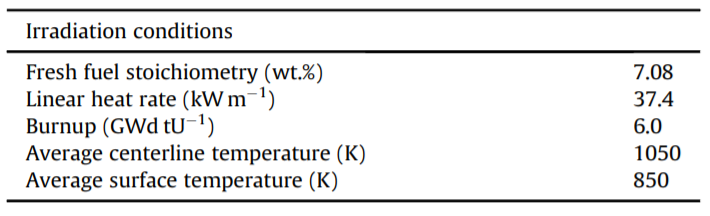 Irradiation conditions
Fresh fuel stoichiometry (wt.%) 7.08
Linear heat rate (kW m⁻¹) 37.4
Burnup (GWd tU⁻¹) 6.0
Average centerline temperature (K) 1050
Average surface temperature (K) 850